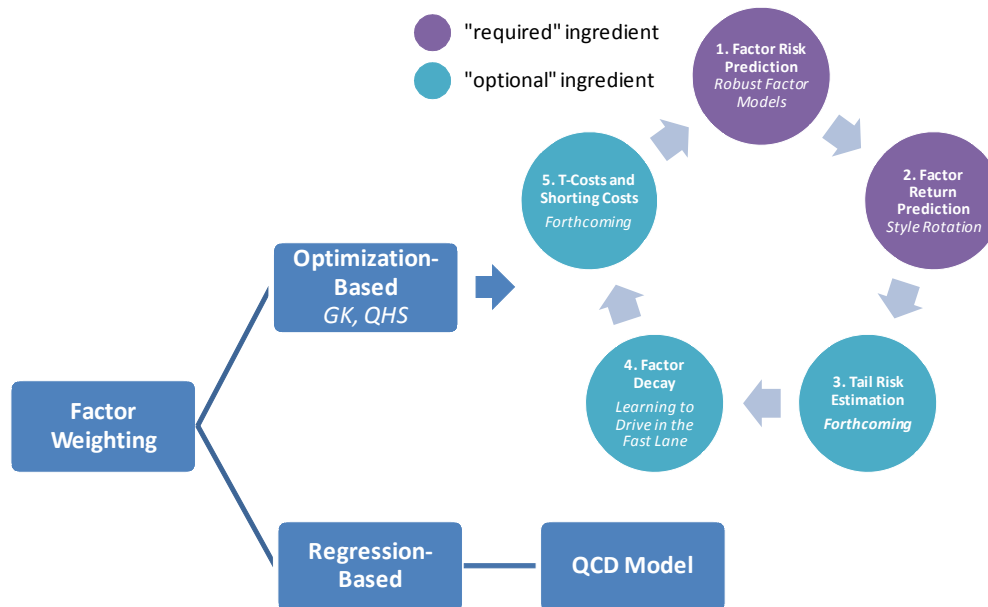 "required" ingredient
"optional" ingredient
1. Factor Risk
Prediction
Robust Factor
Models
2. Factor
Return
Prediction
Style Rotation
3. Tail Risk
Estimation
Forthcoming
4. Factor
Decay
Learning to
Drive in the
Fast Lane
5. T-Costs and
Shorting Costs
Forthcoming
Optimization-
Based
GK, QHS
Factor
Weighting
Regression-
Based
QCD Model